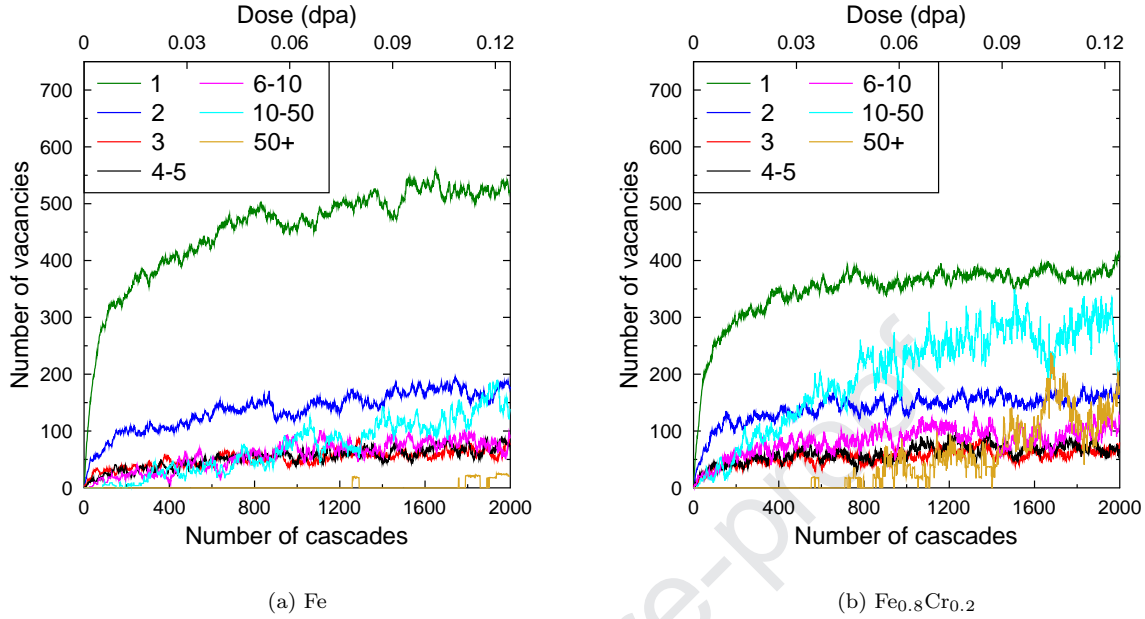 Dose (dpa)
0 0.03 0.06 0.09 0.12
1 6-10
2 10-50
3 50+
4-5
Number of vacancies
700
600
500
400
300
200
100
0
0 400 800 1200 1600 2000
Number of cascades
(a) Fe
Dose (dpa)
0 0.03 0.06 0.09 0.12
1 6-10
2 10-50
3 50+
4-5
Number of vacancies
700
600
500
400
300
200
100
0
0 400 800 1200 1600 2000
Number of cascades
(b) Fe0.8Cr0.2
re-proof